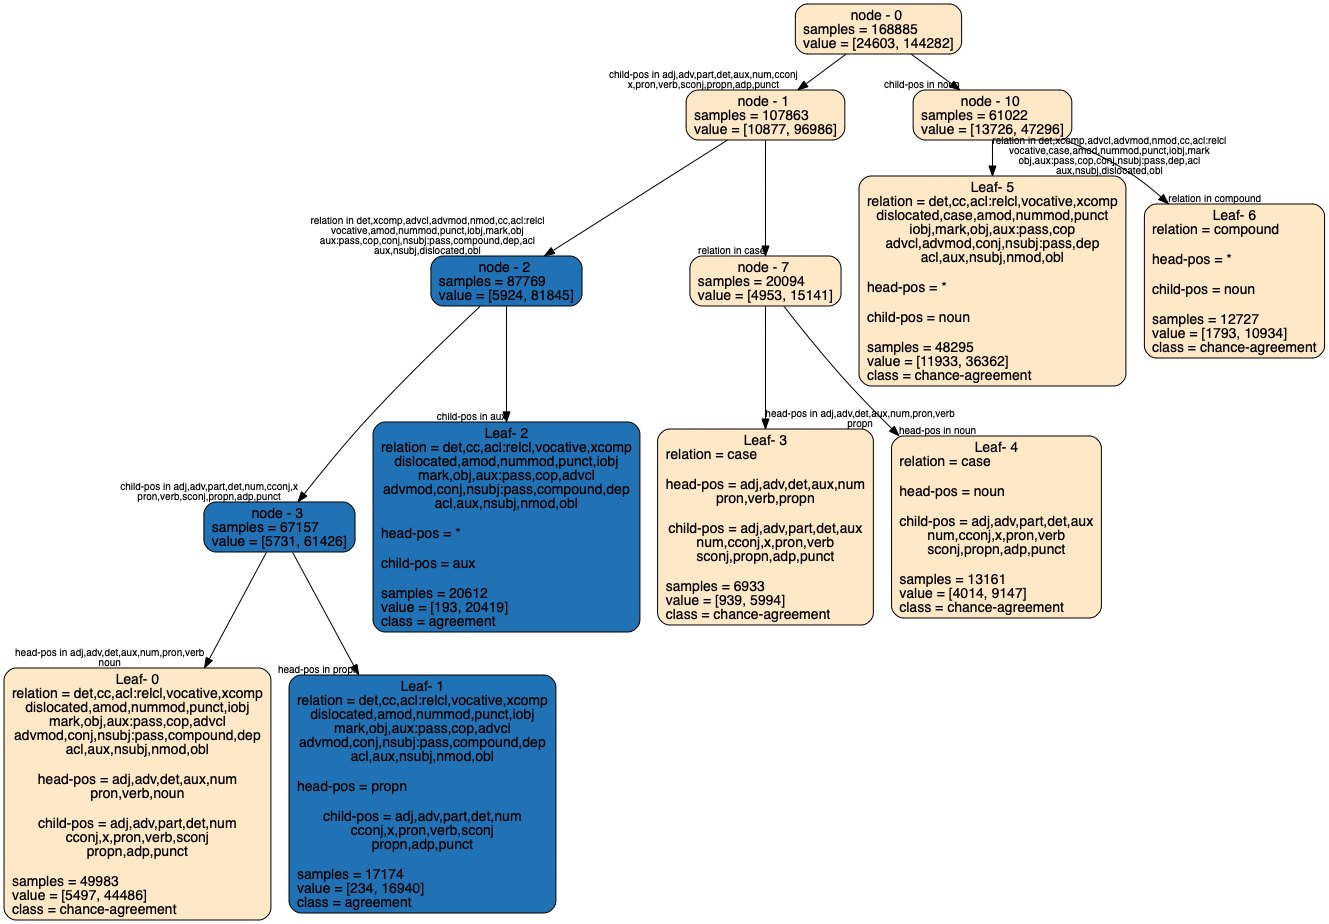 node - 0
samples = 168885
value = [24603, 144282]
child-pos in adj,adv,part,det,aux,num,cconj
x,pron,verb,sconj,propn,adp,punct
child-pos in noun
node - 1
samples = 107863
value = [10877, 96986]
node - 10
samples = 61022
value = [13726, 47296]
relation in det,xcomp,advcl,advmod,nmod,cc,acl:relcl
vocative,amod,nummod,punct,iobj,mark,obj
aux:pass,cop,conj,nsubj:pass,compound,dep,acl
aux,nsubj,dislocated,obl
relation in case
relation in det,xcomp,advcl,advmod,nmod,cc,acl:relcl
vocative,case,amod,nummod,punct,iobj,mark
obj,aux:pass,cop,conj,nsubj:pass,dep,acl
aux,nsubj,dislocated,obl
relation in compound
node - 2
samples = 87769
value = [5924, 81845]
node - 7
samples = 20094
value = [4953, 15141]
Leaf- 5
relation = det,cc,acl:relcl,vocative,xcomp
dislocated,case,amod,nummod,punct
iobj,mark,obj,aux:pass,cop
advcl,advmod,conj,nsubj:pass,dep
acl,aux,nsubj,nmod,obl
head-pos = *
child-pos = noun
samples = 48295
value = [11933, 36362]
class = chance-agreement
Leaf- 6
relation = compound
head-pos = *
child-pos = noun
samples = 12727
value = [1793, 10934]
class = chance-agreement
child-pos in adj,adv,part,det,num,cconj,x
pron,verb,sconj,propn,adp,punct
child-pos in aux
head-pos in adj,adv,det,aux,num,pron,verb
propn
head-pos in noun
node - 3
samples = 67157
value = [5731, 61426]
Leaf- 2
relation = det,cc,acl:relcl,vocative,xcomp
dislocated,amod,nummod,punct,iobj
mark,obj,aux:pass,cop,advcl
advmod,conj,nsubj:pass,compound,dep
acl,aux,nsubj,nmod,obl
head-pos = *
child-pos = aux
samples = 20612
value = [193, 20419]
class = agreement
Leaf- 3
relation = case
head-pos = adj,adv,det,aux,num
pron,verb,propn
child-pos = adj,adv,part,det,aux
num,cconj,x,pron,verb
sconj,propn,adp,punct
samples = 6933
value = [939, 5994]
class = chance-agreement
Leaf- 4
relation = case
head-pos = noun
child-pos = adj,adv,part,det,aux
num,cconj,x,pron,verb
sconj,propn,adp,punct
samples = 13161
value = [4014, 9147]
class = chance-agreement
head-pos in adj,adv,det,aux,num,pron,verb
noun
head-pos in propn
Leaf- 0
relation = det,cc,acl:relcl,vocative,xcomp
dislocated,amod,nummod,punct,iobj
mark,obj,aux:pass,cop,advcl
advmod,conj,nsubj:pass,compound,dep
acl,aux,nsubj,nmod,obl
head-pos = adj,adv,det,aux,num
pron,verb,noun
child-pos = adj,adv,part,det,num
cconj,x,pron,verb,sconj
propn,adp,punct
samples = 49983
value = [5497, 44486]
class = chance-agreement
Leaf- 1
relation = det,cc,acl:relcl,vocative,xcomp
dislocated,amod,nummod,punct,iobj
mark,obj,aux:pass,cop,advcl
advmod,conj,nsubj:pass,compound,dep
acl,aux,nsubj,nmod,obl
head-pos = propn
child-pos = adj,adv,part,det,num
cconj,x,pron,verb,sconj
propn,adp,punct
samples = 17174
value = [234, 16940]
class = agreement